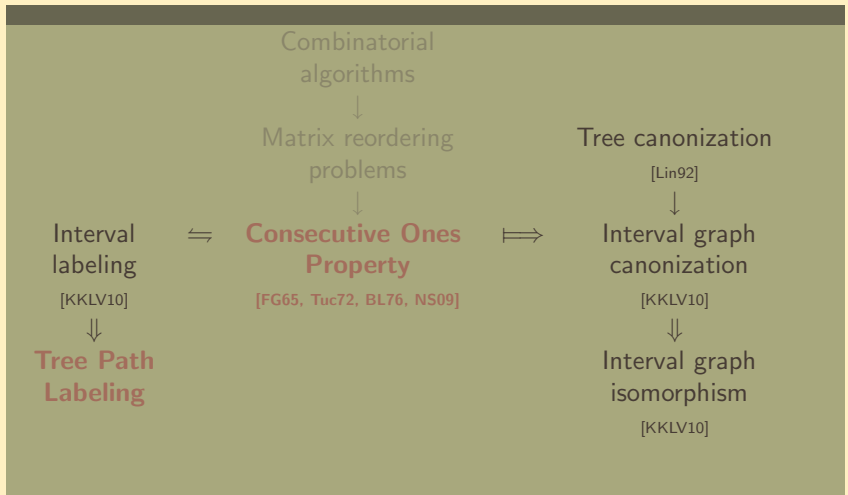 Combinatorial
algorithms
↓
Matrix reordering
problems
↓
Consecutive Ones
Property
[FG65, Tuc72, BL76, NS09]
Tree canonization
[Lin92]
↓
Interval graph
canonization
[KKLV10]
⇓
Interval graph
isomorphism
[KKLV10]
⇋
⟾
Interval
labeling
[KKLV10]
⇓
Tree Path
Labeling